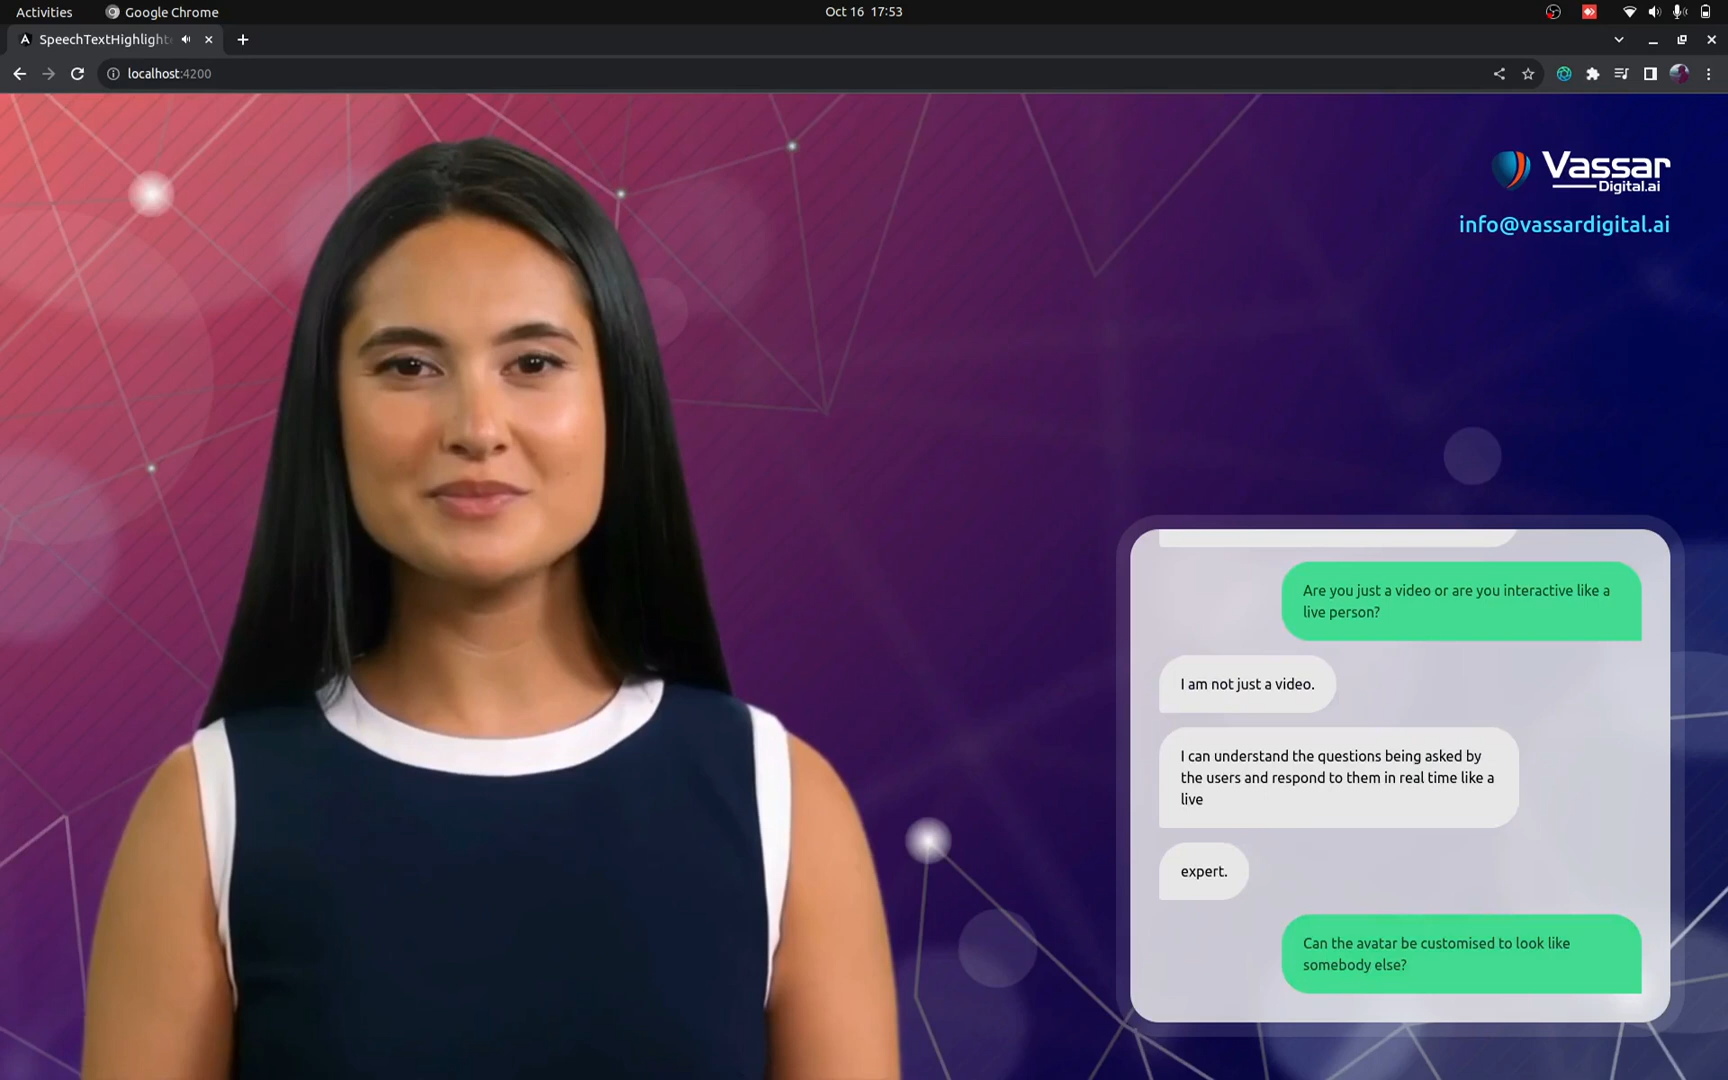 Activities
Google Chrome
Oct 16 17:53
SpeechTextHighlight
localhost:4200
Vassar
Digital.ai
info@vassardigital.ai
Are you just a video or are you interactive like a
live person?
I am not just a video.
I can understand the questions being asked by
the users and respond to them in real time like a
live
expert.
Can the avatar be customised to look like
somebody else?